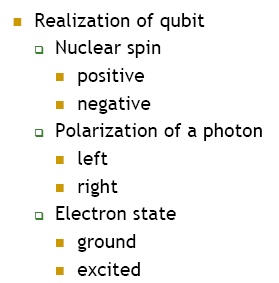 Realization of qubit
Nuclear spin
positive
negative
Polarization of a photon
left
right
Electron state
ground
excited